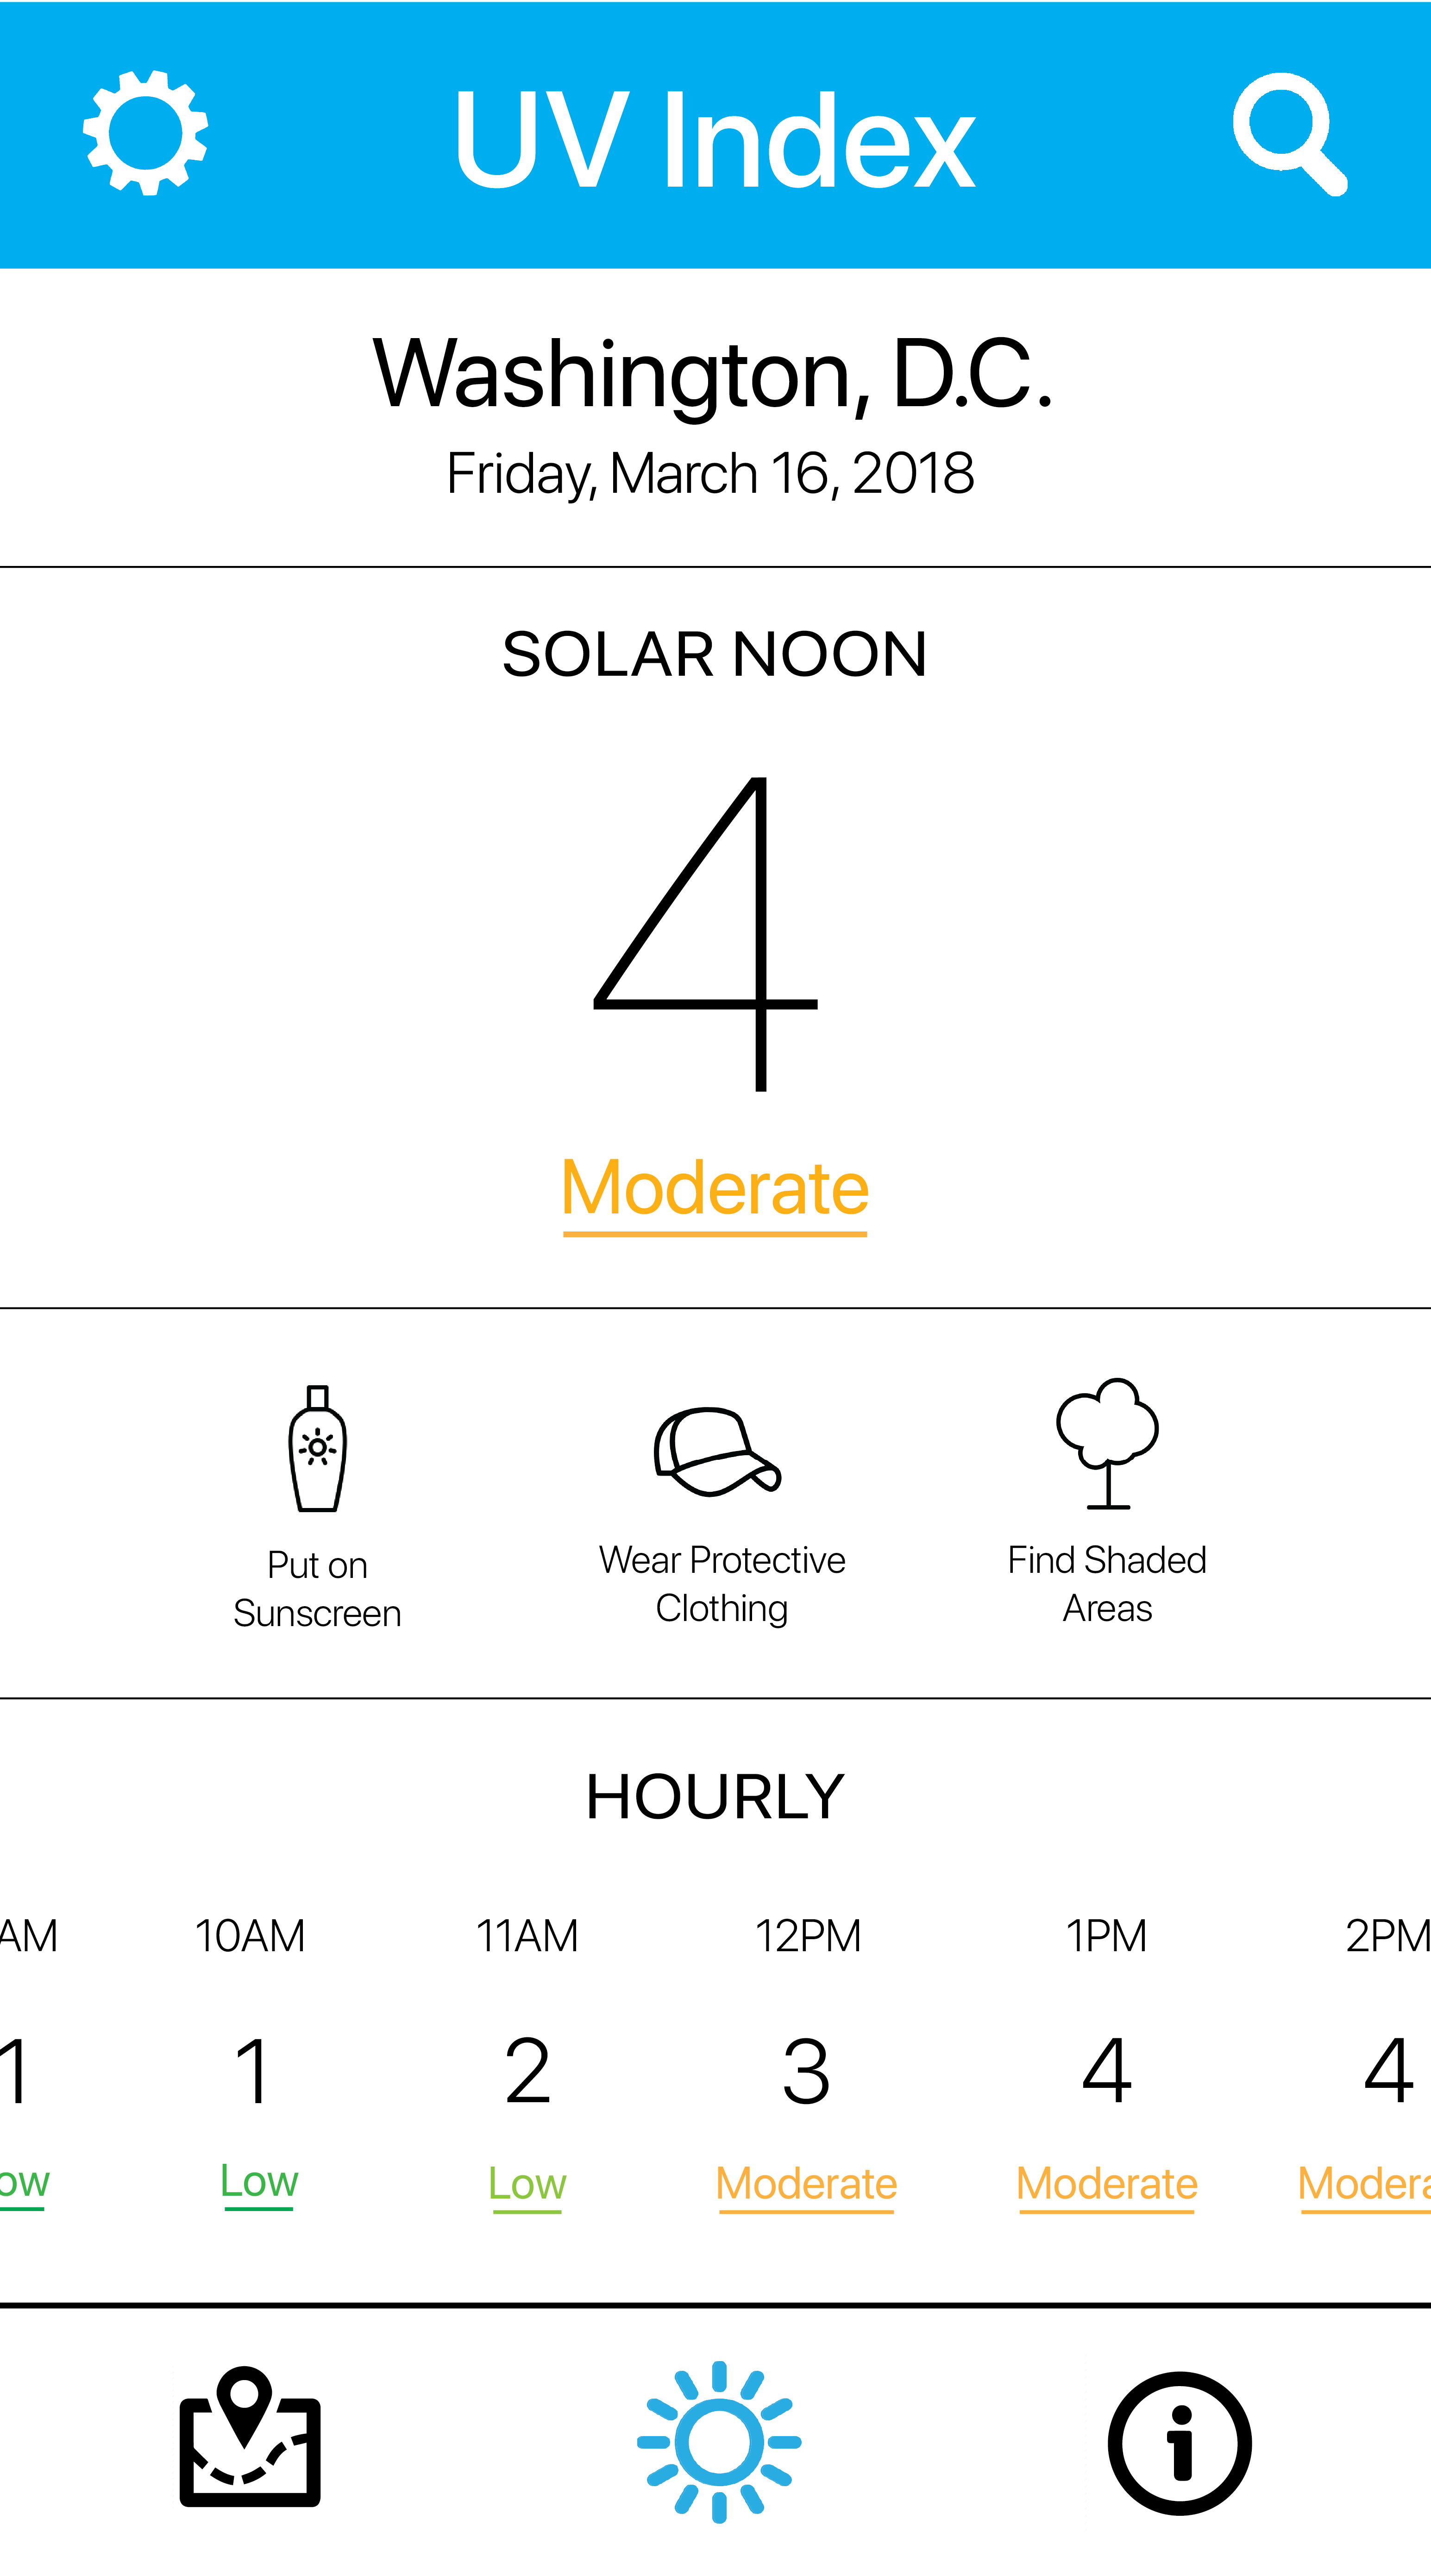 UV Index
Washington, D.C.
Friday, March 16, 2018
SOLAR NOON
4
Moderate
Put on
Sunscreen
Wear Protective
Clothing
Find Shaded
Areas
HOURLY
AM 10AM 11AM 12PM 1PM 2PM
1 1 2 3 4 4
ow Low Low Moderate Moderate Modera